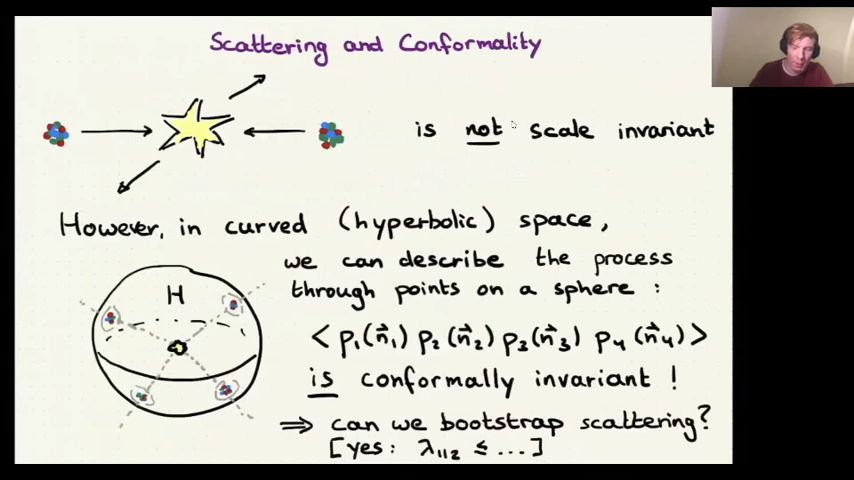 Scattering and Conformality
is not scale invariant
However, in curved (hyperbolic) space,
we can describe the process
through points on a sphere :
H
< p₁(n⃗₁) p₂(n⃗₂) p₃(n⃗₃) p₄(n⃗₄) >
is conformally invariant !
⇒ can we bootstrap scattering?
[yes: λ₁₁₂ ≤ ...]